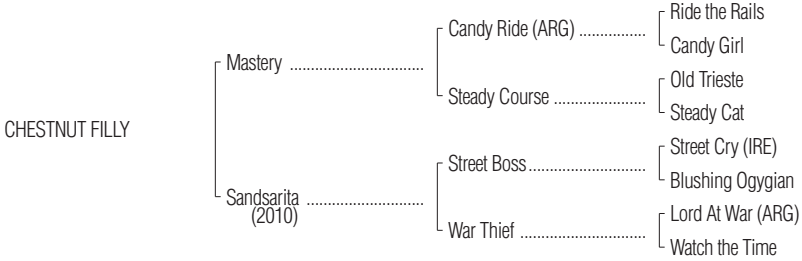 Ride the Rails
Candy Ride (ARG) ................
Candy Girl
Mastery ................................
Old Trieste
Steady Course ......................
Steady Cat
CHESTNUT FILLY
Street Cry (IRE)
Street Boss............................
Blushing Ogygian
Sandsarita ............................
(2010)
Lord At War (ARG)
War Thief ..............................
Watch the Time